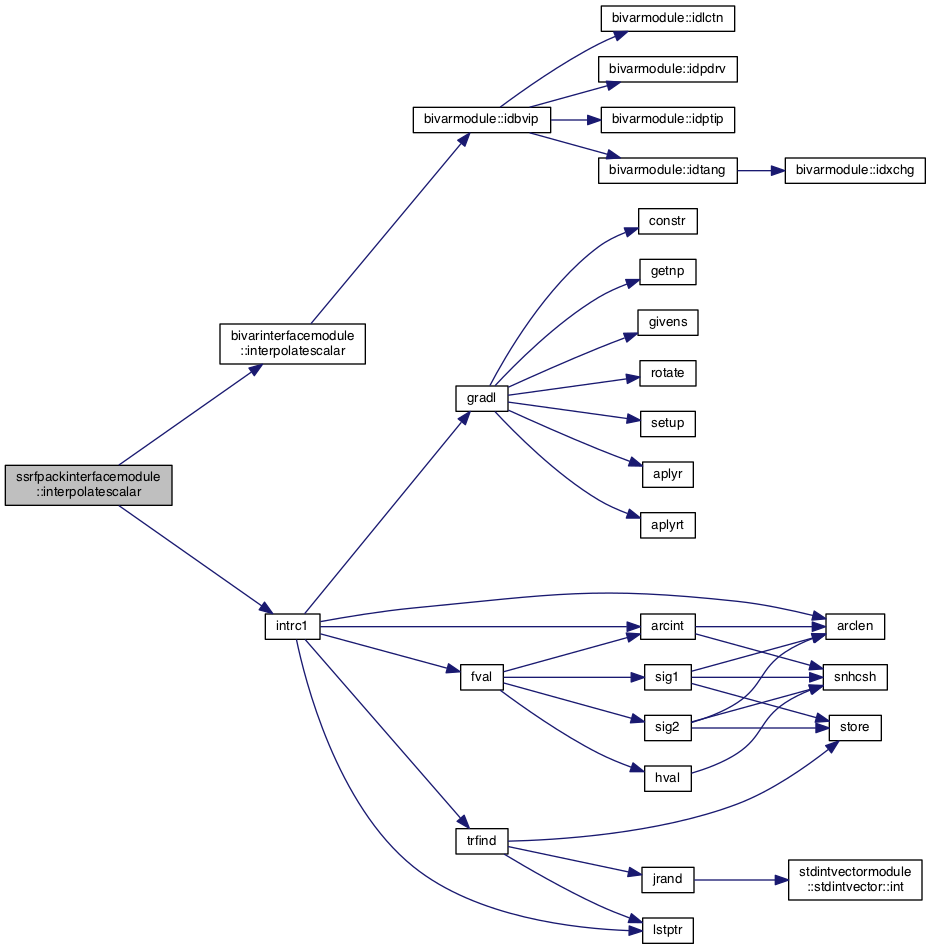 bivarmodule::idlctn
bivarmodule::idpdrv
bivarmodule::idbvip
bivarmodule::idptip
bivarmodule::idtang
bivarmodule::idxchg
constr
getnp
givens
bivarinterfacemodule
::interpolatescalar
rotate
gradl
setup
aplyr
ssrfpackinterfacemodule
::interpolatescalar
aplyrt
intrc1
arcint
arclen
fval
sig1
snhcsh
sig2
store
hval
trfind
jrand
stdintvectormodule
::stdintvector::int
lstptr